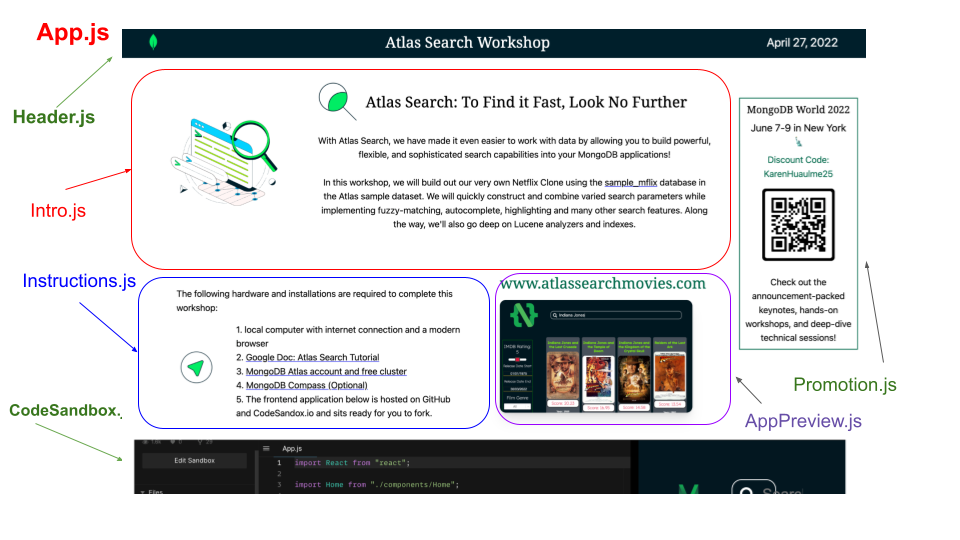 App.js
Atlas Search Workshop
April 27, 2022
Header.js
Intro.js
Atlas Search: To Find it Fast, Look No Further
With Atlas Search, we have made it even easier to work with data by allowing you to build powerful,
flexible, and sophisticated search capabilities into your MongoDB applications!
In this workshop, we will build out our very own Netflix Clone using the sample_mflix database in
the Atlas sample dataset. We will quickly construct and combine varied search parameters while
implementing fuzzy-matching, autocomplete, highlighting and many other search features. Along
the way, we'll also go deep on Lucene analyzers and indexes.
MongoDB World 2022
June 7-9 in New York
Discount Code:
KarenHuaulme25
Check out the
announcement-packed
keynotes, hands-on
workshops, and deep-dive
technical sessions!
Promotion.js
Instructions.js
The following hardware and installations are required to complete this
workshop:
1. local computer with internet connection and a modern
browser
2. Google Doc: Atlas Search Tutorial
3. MongoDB Atlas account and free cluster
4. MongoDB Compass (Optional)
5. The frontend application below is hosted on GitHub
and CodeSandox.io and sits ready for you to fork.
www.atlassearchmovies.com
Indiana Jones
IMDB Rating:
5
Film Genre:
AppPreview.js
CodeSandbox.
Edit Sandbox
Files
App.js
1 import React from "react";
2
3 import Home from "./components/Home";